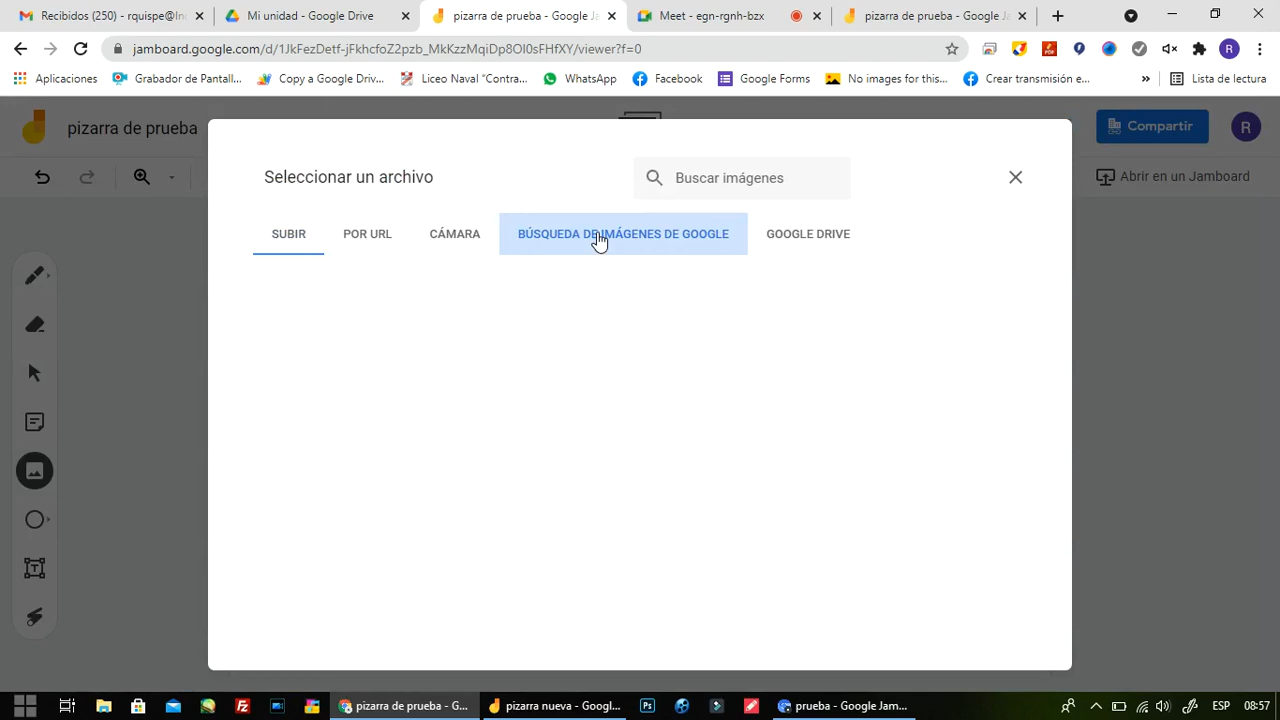 Recibidos (250) - rquispe@In
Mi unidad - Google Drive
pizarra de prueba - Google Ja
Meet - egn-rgnh-bzx
pizarra de prueba - Google Ja
jamboard.google.com/d/1JkFezDetf-jFkhcfoZ2pzb_MkKzzMqiDp8OI0sFHfXY/viewer?f=0
R
Aplicaciones
Grabador de Pantall...
Copy a Google Driv...
Liceo Naval “Contra...
WhatsApp
Facebook
Google Forms
No images for this...
Crear transmisión e...
»
Lista de lectura
pizarra de prueba
Compartir
R
Seleccionar un archivo
Buscar imágenes
Abrir en un Jamboard
SUBIR
POR URL
CÁMARA
BÚSQUEDA DE IMÁGENES DE GOOGLE
GOOGLE DRIVE
pizarra de prueba - G...
pizarra nueva - Googl...
Ps
prueba - Google Jam...
ESP
08:57